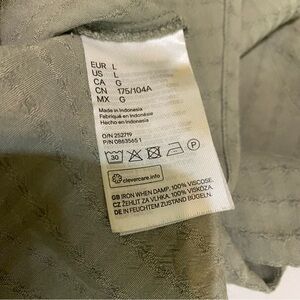 EUR L
US L
CA G
CN 175/104A
MX G
Made in Indonesia
Fabriqué en Indonésie
Hecho en Indonesia
O/N 252719
P/N 0863565 1
30
P
clevercare.info
GB IRON WHEN DAMP, 100% VISCOSE.
CZ ŽEHLIT ZA VLHKA. 100% VISKÓZA.
DE IN FEUCHTEM ZUSTAND BÜGELN.